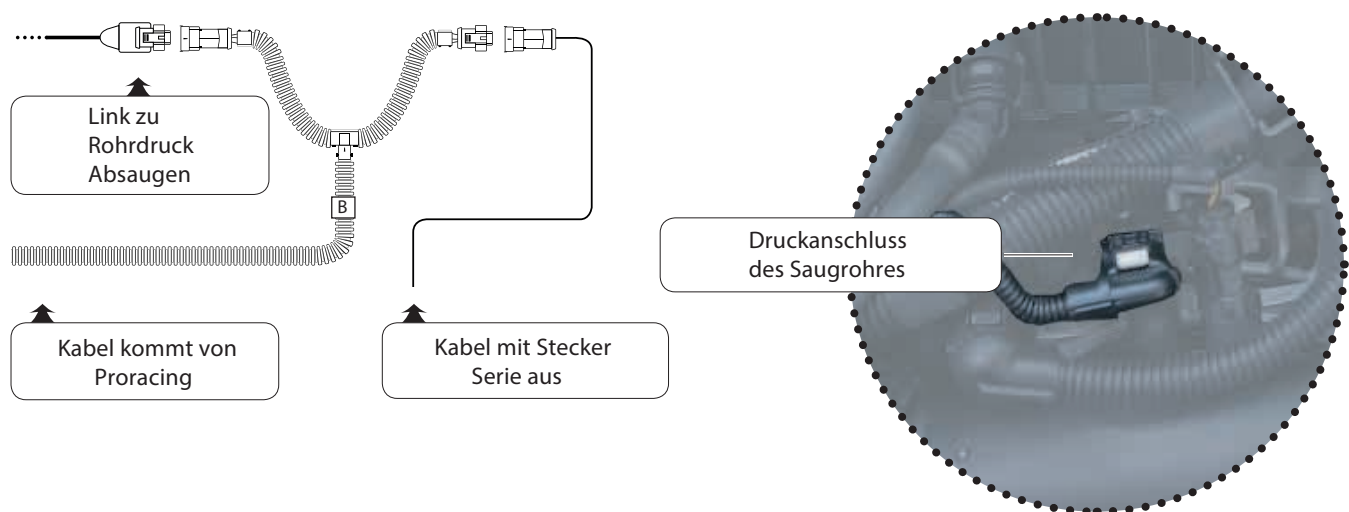 Link zu
Rohrdruck
Absaugen
B
Druckanschluss
des Saugrohres
Kabel kommt von
Proracing
Kabel mit Stecker
Serie aus